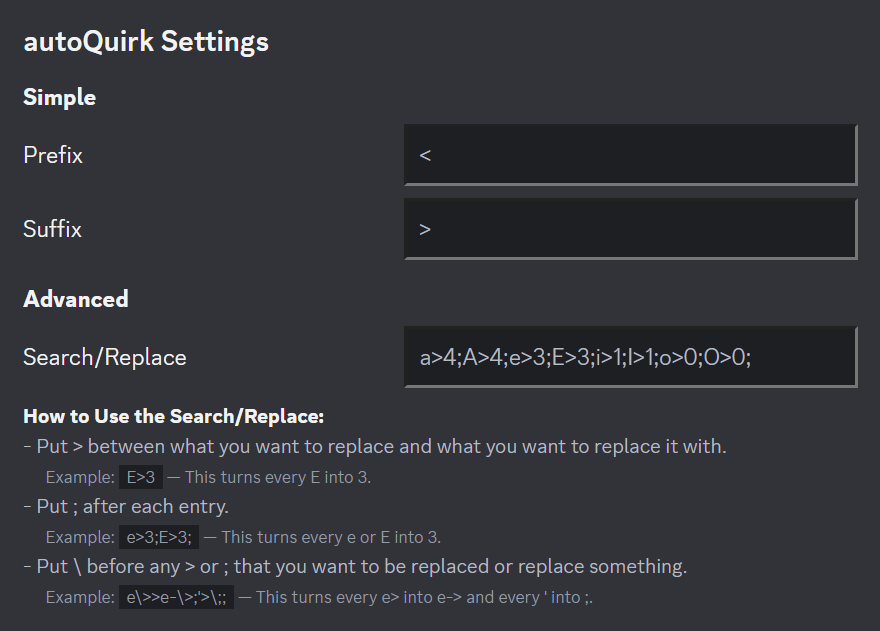 autoQuirk Settings
Simple
Prefix <
Suffix >
Advanced
Search/Replace a>4;A>4;e>3;E>3;i>1;I>1;o>0;O>0;
How to Use the Search/Replace:
- Put > between what you want to replace and what you want to replace it with.
Example: E>3 — This turns every E into 3.
- Put ; after each entry.
Example: e>3;E>3; — This turns every e or E into 3.
- Put \ before any > or ; that you want to be replaced or replace something.
Example: e\>>e-\>;'>\;; — This turns every e> into e-> and every ' into ;.